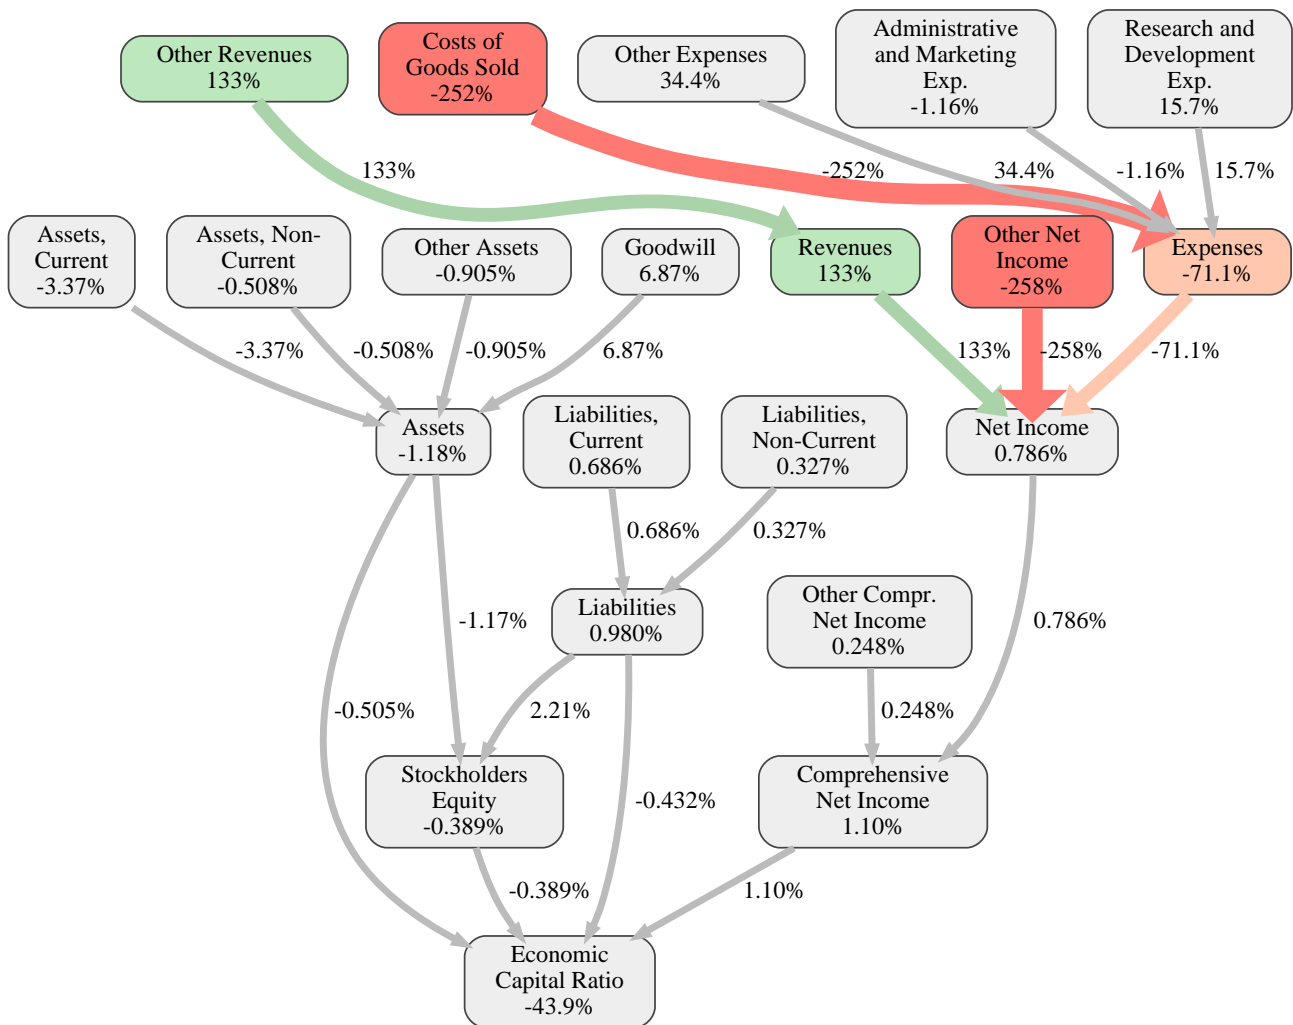 Other Revenues
133%
Costs of
Goods Sold
-252%
Other Expenses
34.4%
Administrative
and Marketing
Exp.
-1.16%
Research and
Development
Exp.
15.7%
133%
-252%
34.4%
-1.16%
15.7%
Assets,
Current
-3.37%
Assets, Non-
Current
-0.508%
Other Assets
-0.905%
Goodwill
6.87%
Revenues
133%
Other Net
Income
-258%
Expenses
-71.1%
-3.37%
-0.508%
-0.905%
6.87%
133%
-258%
-71.1%
Assets
-1.18%
Liabilities,
Current
0.686%
Liabilities,
Non-Current
0.327%
Net Income
0.786%
0.686%
0.327%
Liabilities
0.980%
Other Compr.
Net Income
0.248%
-1.17%
0.786%
-0.505%
2.21%
0.248%
Stockholders
Equity
-0.389%
-0.432%
Comprehensive
Net Income
1.10%
-0.389%
1.10%
Economic
Capital Ratio
-43.9%